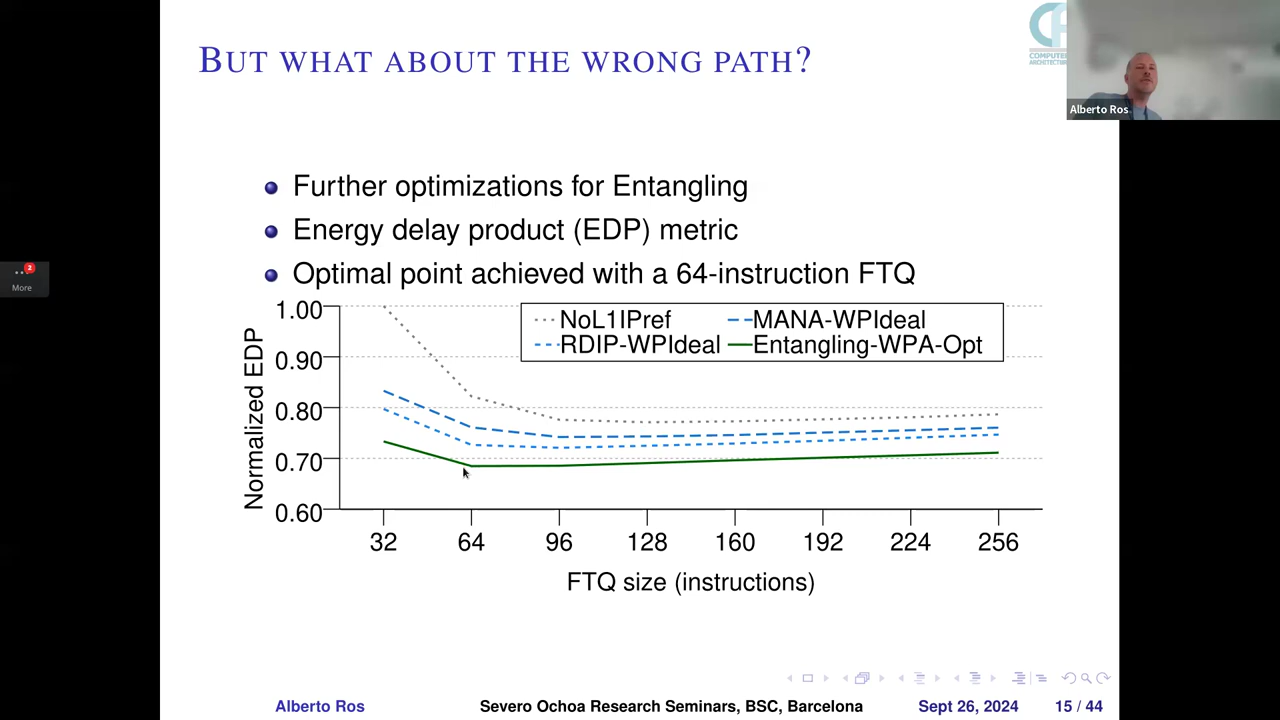 BUT WHAT ABOUT THE WRONG PATH?
Alberto Ros
Further optimizations for Entangling
Energy delay product (EDP) metric
Optimal point achieved with a 64-instruction FTQ
2
More
NoL1IPref
MANA-WPIdeal
RDIP-WPIdeal
Entangling-WPA-Opt
Normalized EDP
1.00
0.90
0.80
0.70
0.60
32 64 96 128 160 192 224 256
FTQ size (instructions)
Alberto Ros Severo Ochoa Research Seminars, BSC, Barcelona Sept 26, 2024 15 / 44